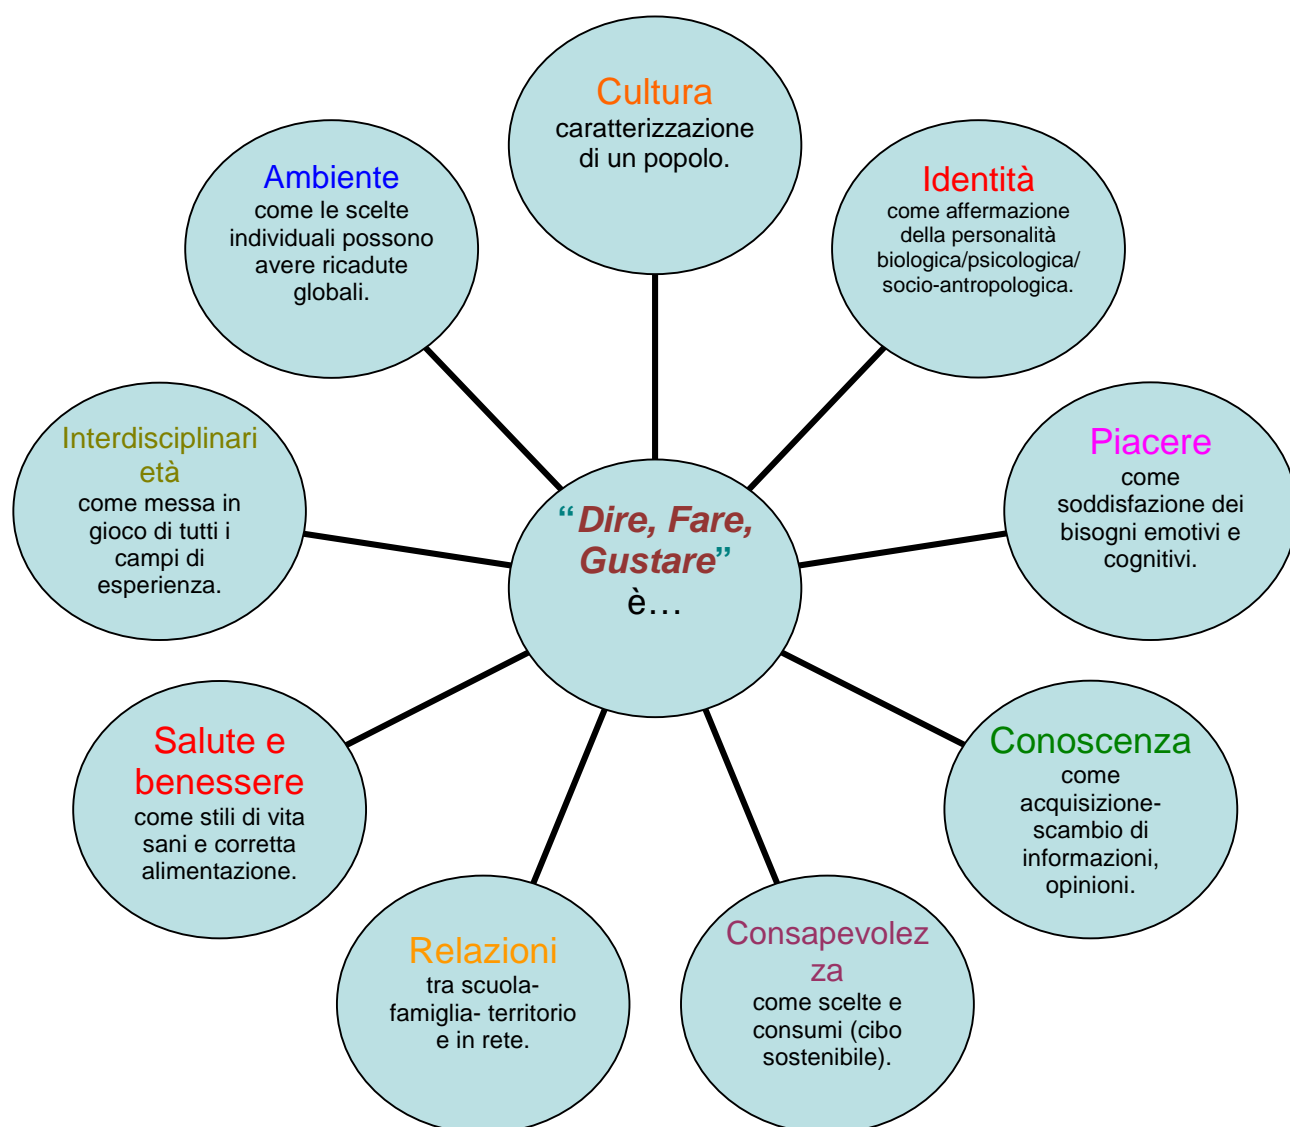 Cultura
caratterizzazione
di un popolo.
Identità
come affermazione
della personalità
biologica/psicologica/
socio-antropologica.
Piacere
come
soddisfazione dei
bisogni emotivi e
cognitivi.
Conoscenza
come
acquisizione-
scambio di
informazioni,
opinioni.
Consapevolez
za
come scelte e
consumi (cibo
sostenibile).
Relazioni
tra scuola-
famiglia- territorio
e in rete.
Salute e
benessere
come stili di vita
sani e corretta
alimentazione.
Interdisciplinari
età
come messa in
gioco di tutti i
campi di
esperienza.
Ambiente
come le scelte
individuali possono
avere ricadute
globali.
“Dire, Fare,
Gustare”
è…